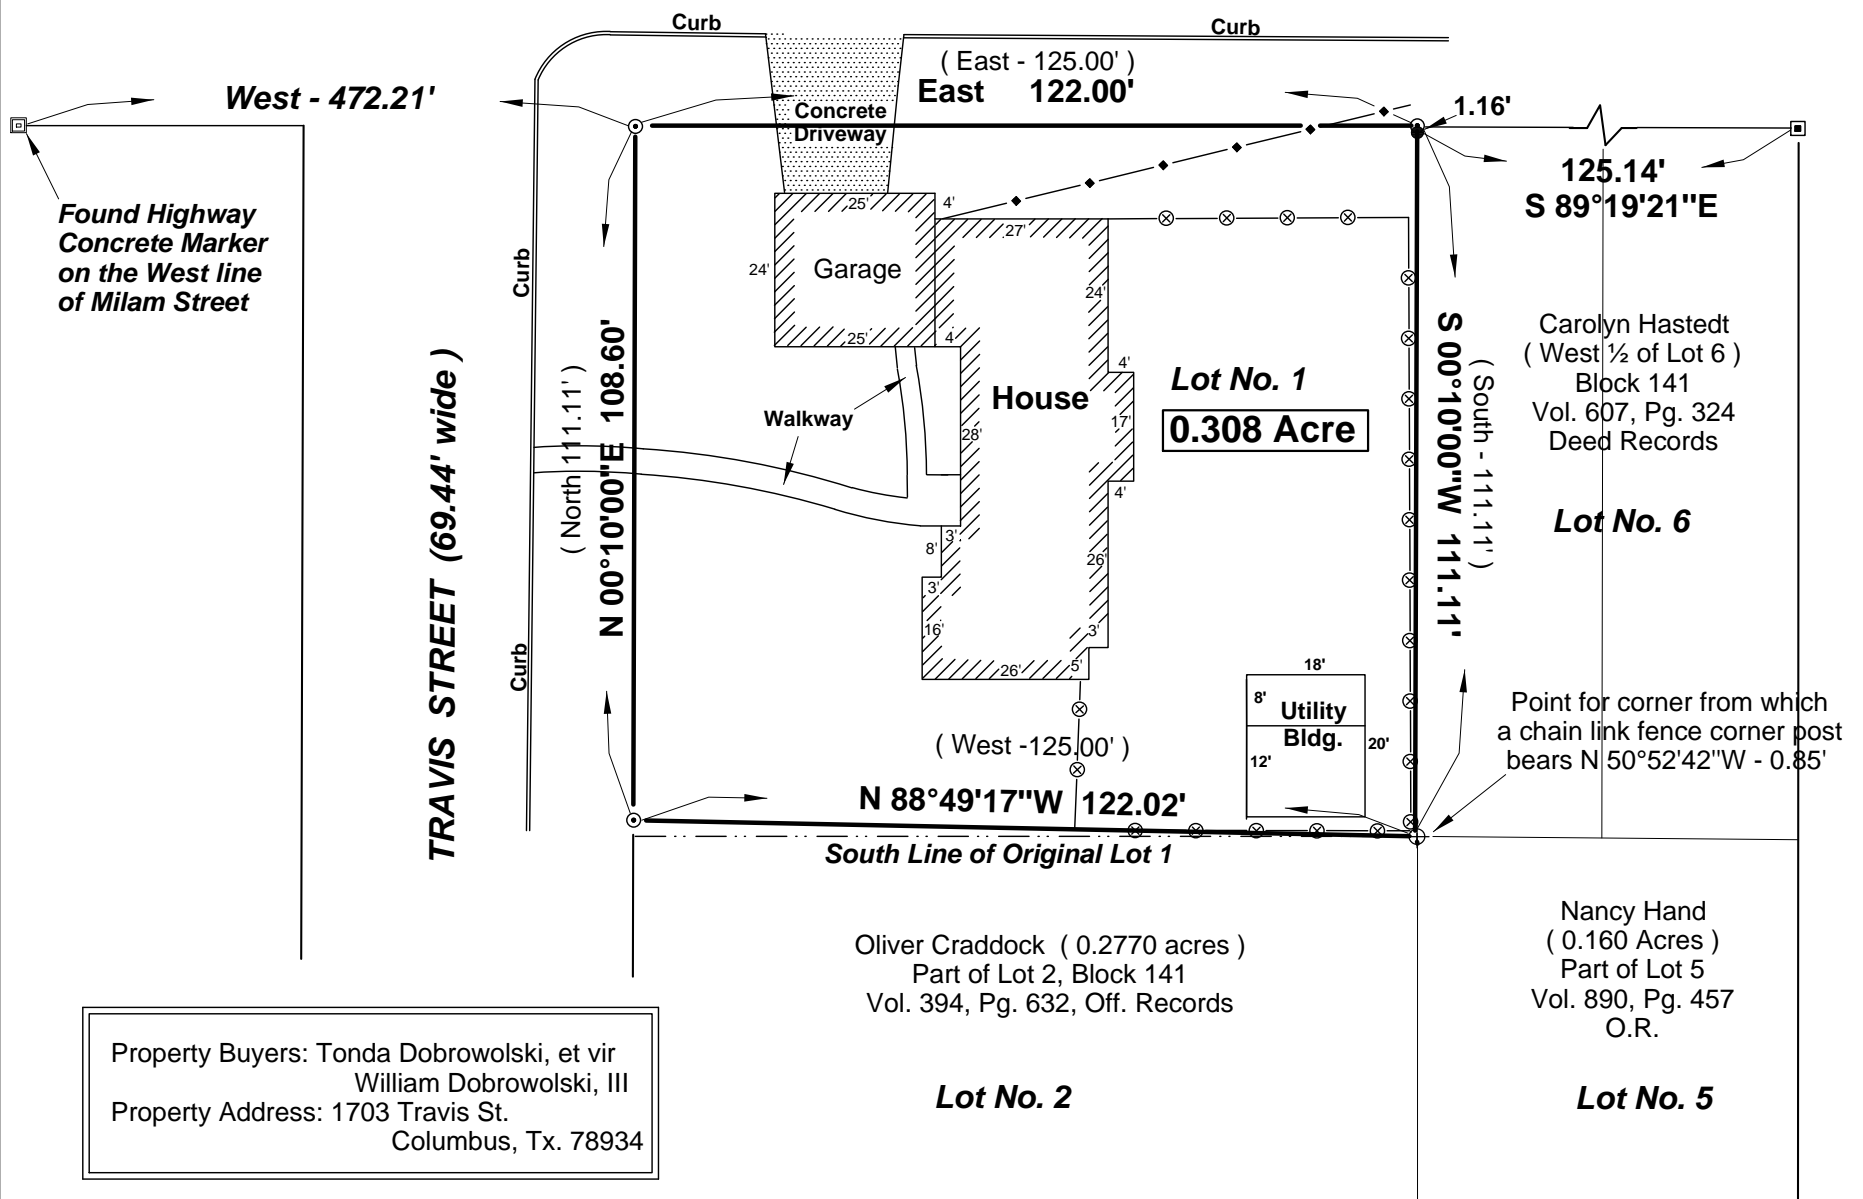 Curb
Curb
( East - 125.00' )
East 122.00'
West - 472.21'
Concrete
Driveway
1.16'
125.14'
S 89°19'21"E
Found Highway
Concrete Marker
on the West line
of Milam Street
Curb
25'
4'
27'
24'
Garage
24'
25'
4'
N 00°10'00"E 108.60'
( North 111.11' )
TRAVIS STREET (69.44' wide )
Walkway
House
28'
4'
17'
4'
Lot No. 1
0.308 Acre
S 00°10'00"W 111.11'
( South - 111.11' )
Carolyn Hastedt
( West ½ of Lot 6 )
Block 141
Vol. 607, Pg. 324
Deed Records
Lot No. 6
3'
8'
3'
16'
26'
3'
5'
26'
Curb
18'
8'
Utility
Bldg.
12'
20'
Point for corner from which
a chain link fence corner post
bears N 50°52'42"W - 0.85'
( West -125.00' )
N 88°49'17"W 122.02'
South Line of Original Lot 1
Oliver Craddock ( 0.2770 acres )
Part of Lot 2, Block 141
Vol. 394, Pg. 632, Off. Records
Lot No. 2
Nancy Hand
( 0.160 Acres )
Part of Lot 5
Vol. 890, Pg. 457
O.R.
Lot No. 5
Property Buyers: Tonda Dobrowolski, et vir
William Dobrowolski, III
Property Address: 1703 Travis St.
Columbus, Tx. 78934